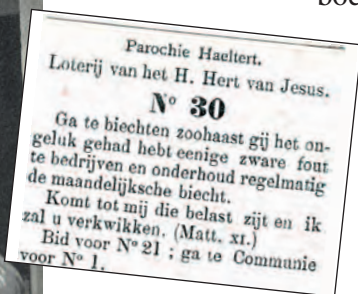 Parochie Haeltert.
Loterij van het H. Hert van Jesus.
N° 30
Ga te biechten zoohaast gij het on-
geluk gehad hebt eenige zware fout
te bedrijven en onderhoud regelmatig
de maandelijksche biecht.
Komt tot mij die belast zijt en ik
zal u verkwikken. (Matt. XI.)
Bid voor N° 21 ; ga te Communie
voor N° 1.